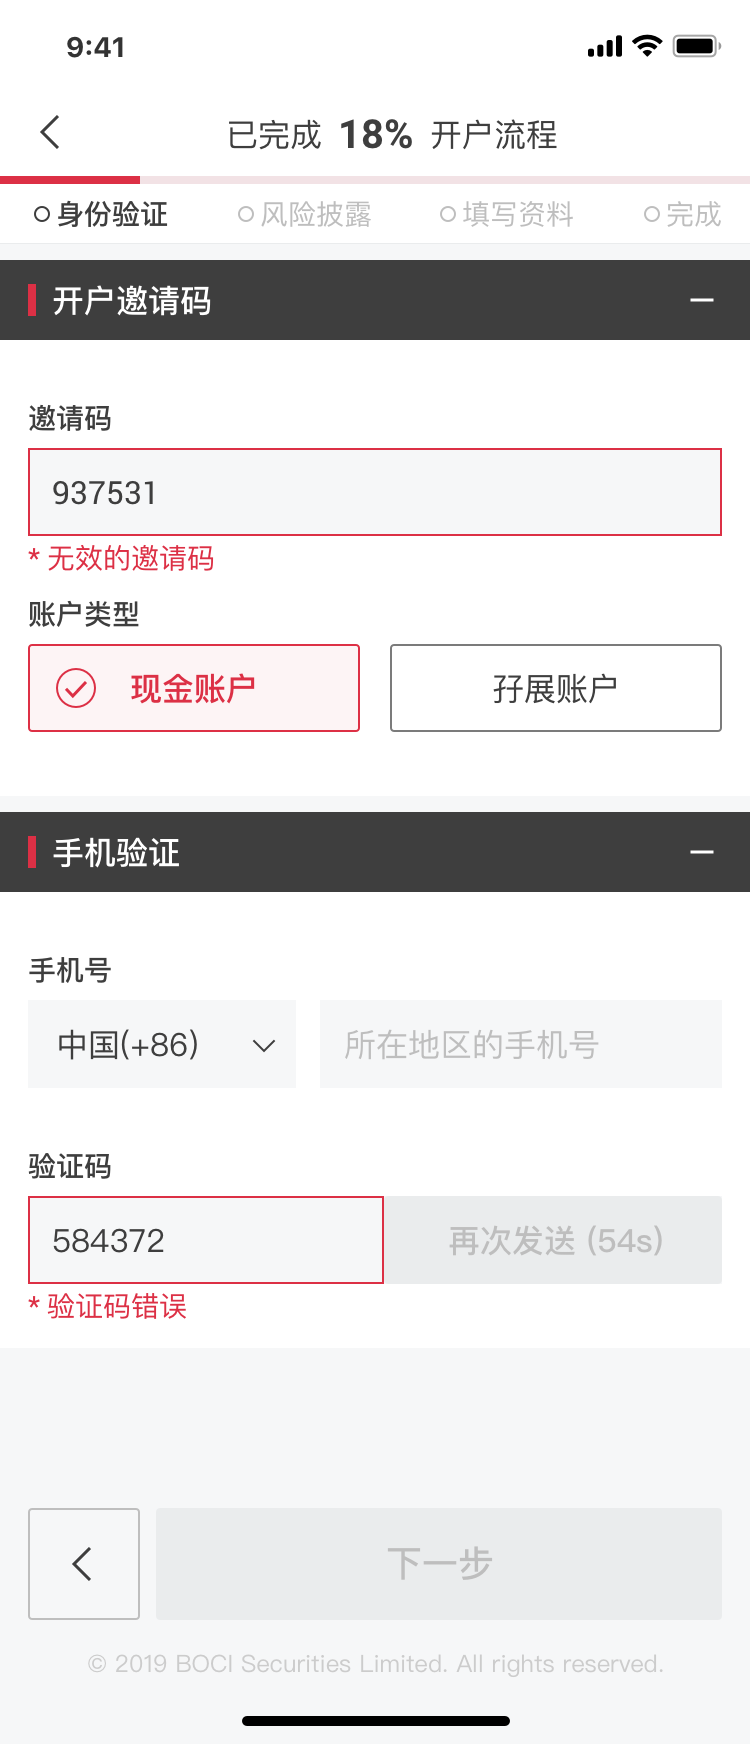 9:41
已完成 18% 开户流程
身份验证 风险披露 填写资料 完成
开户邀请码
邀请码
937531
* 无效的邀请码
账户类型
现金账户 孖展账户
手机验证
手机号
中国(+86) 所在地区的手机号
验证码
584372 再次发送 (54s)
* 验证码错误
下一步
© 2019 BOCI Securities Limited. All rights reserved.